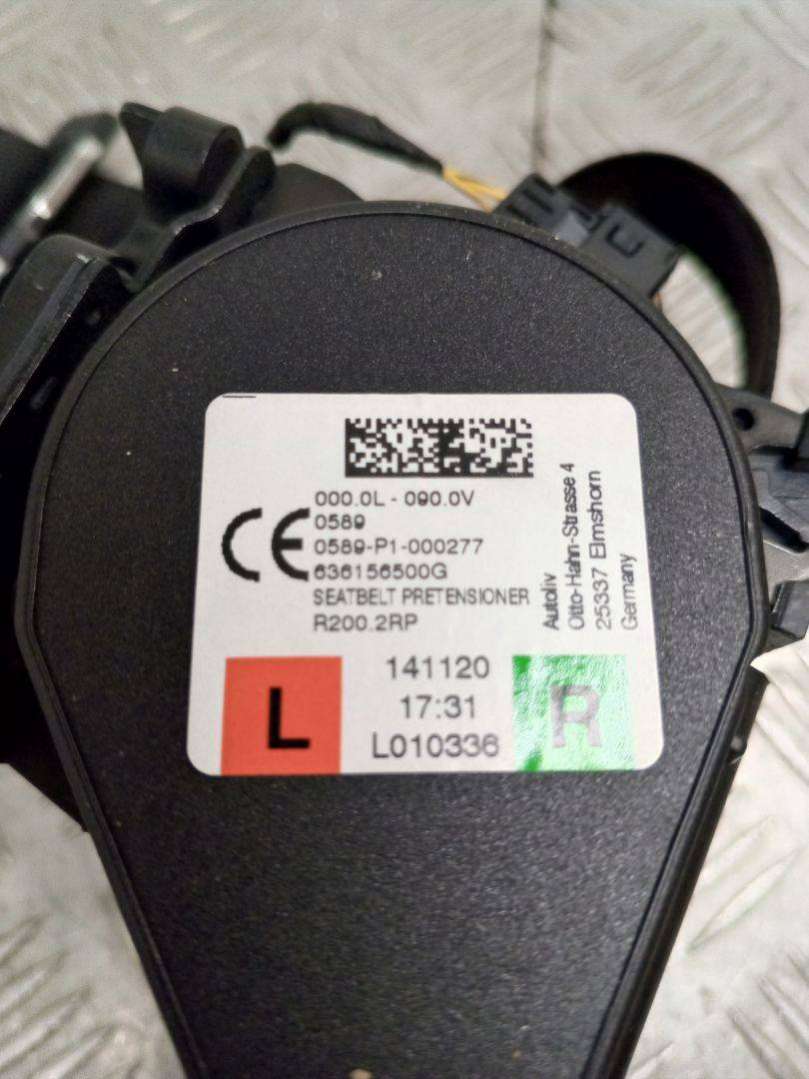 000.0L - 090.0V
CE
0589
0589-P1-000277
636156500G
SEATBELT PRETENSIONER
R200.2RP
Autoliv
Otto-Hahn-Strasse 4
25337 Elmshorn
Germany
L
141120
17:31
L010336
R